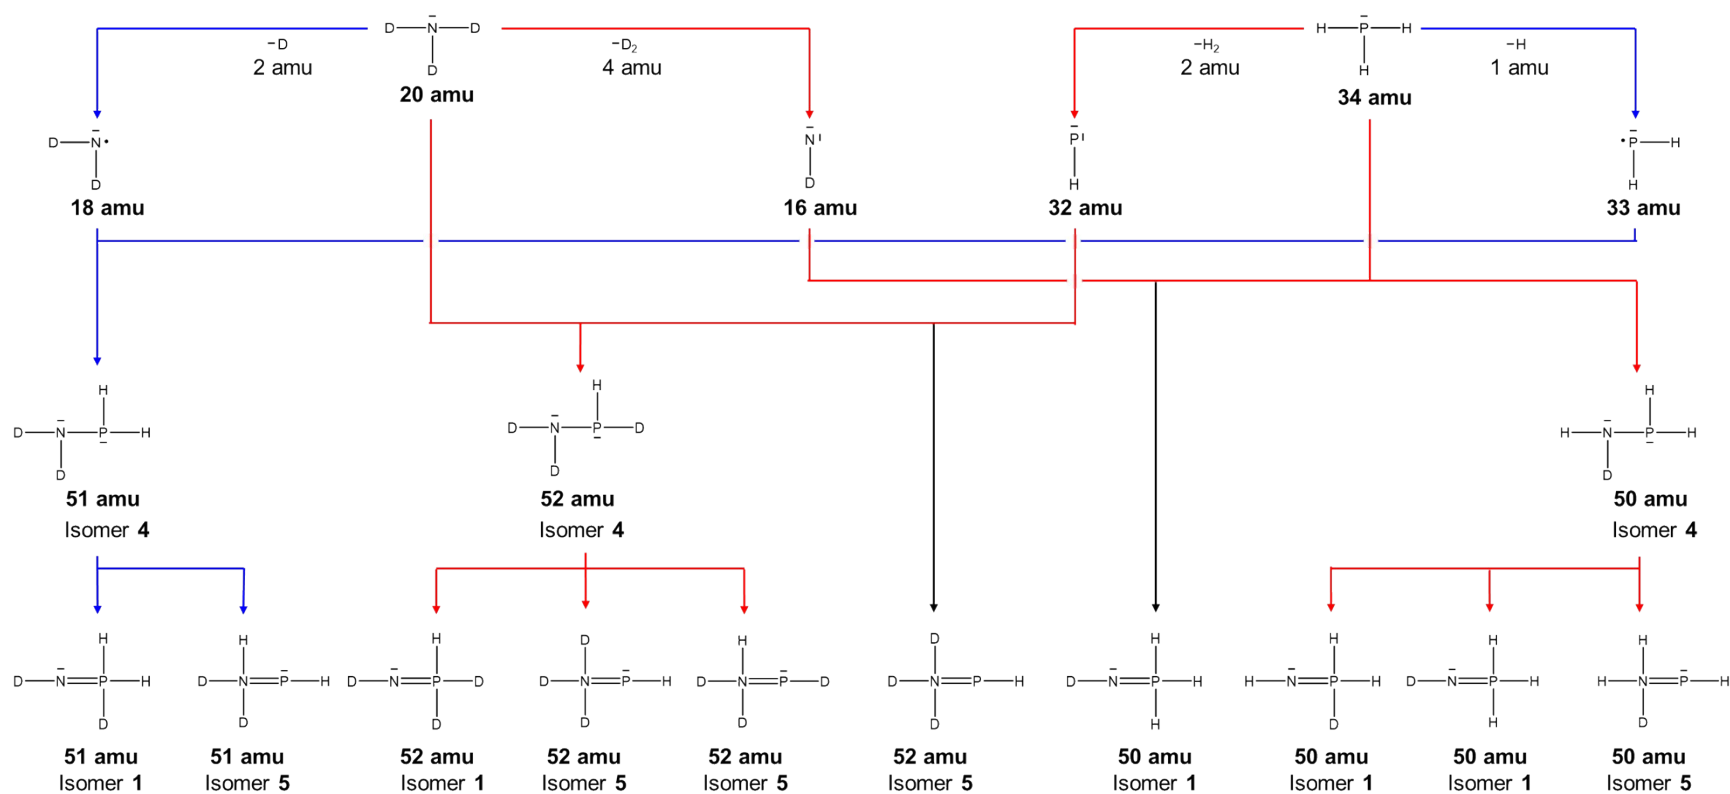 D N D
D
20 amu
−D
2 amu
−D₂
4 amu
H P H
H
34 amu
−H₂
2 amu
−H
1 amu
D N
D
18 amu
N
D
16 amu
P
H
32 amu
P H
H
33 amu
H
D N P H
D
51 amu
Isomer 4
H
D N P D
D
52 amu
Isomer 4
H
H N P H
D
50 amu
Isomer 4
H
D N P H
D
51 amu
Isomer 1
H
D N P H
D
51 amu
Isomer 5
H
D N P D
D
52 amu
Isomer 1
D
D N P H
D
52 amu
Isomer 5
H
D N P D
D
52 amu
Isomer 5
D
D N P H
D
52 amu
Isomer 5
H
D N P H
H
50 amu
Isomer 1
H
H N P H
D
50 amu
Isomer 1
H
D N P H
H
50 amu
Isomer 1
H
H N P H
D
50 amu
Isomer 5